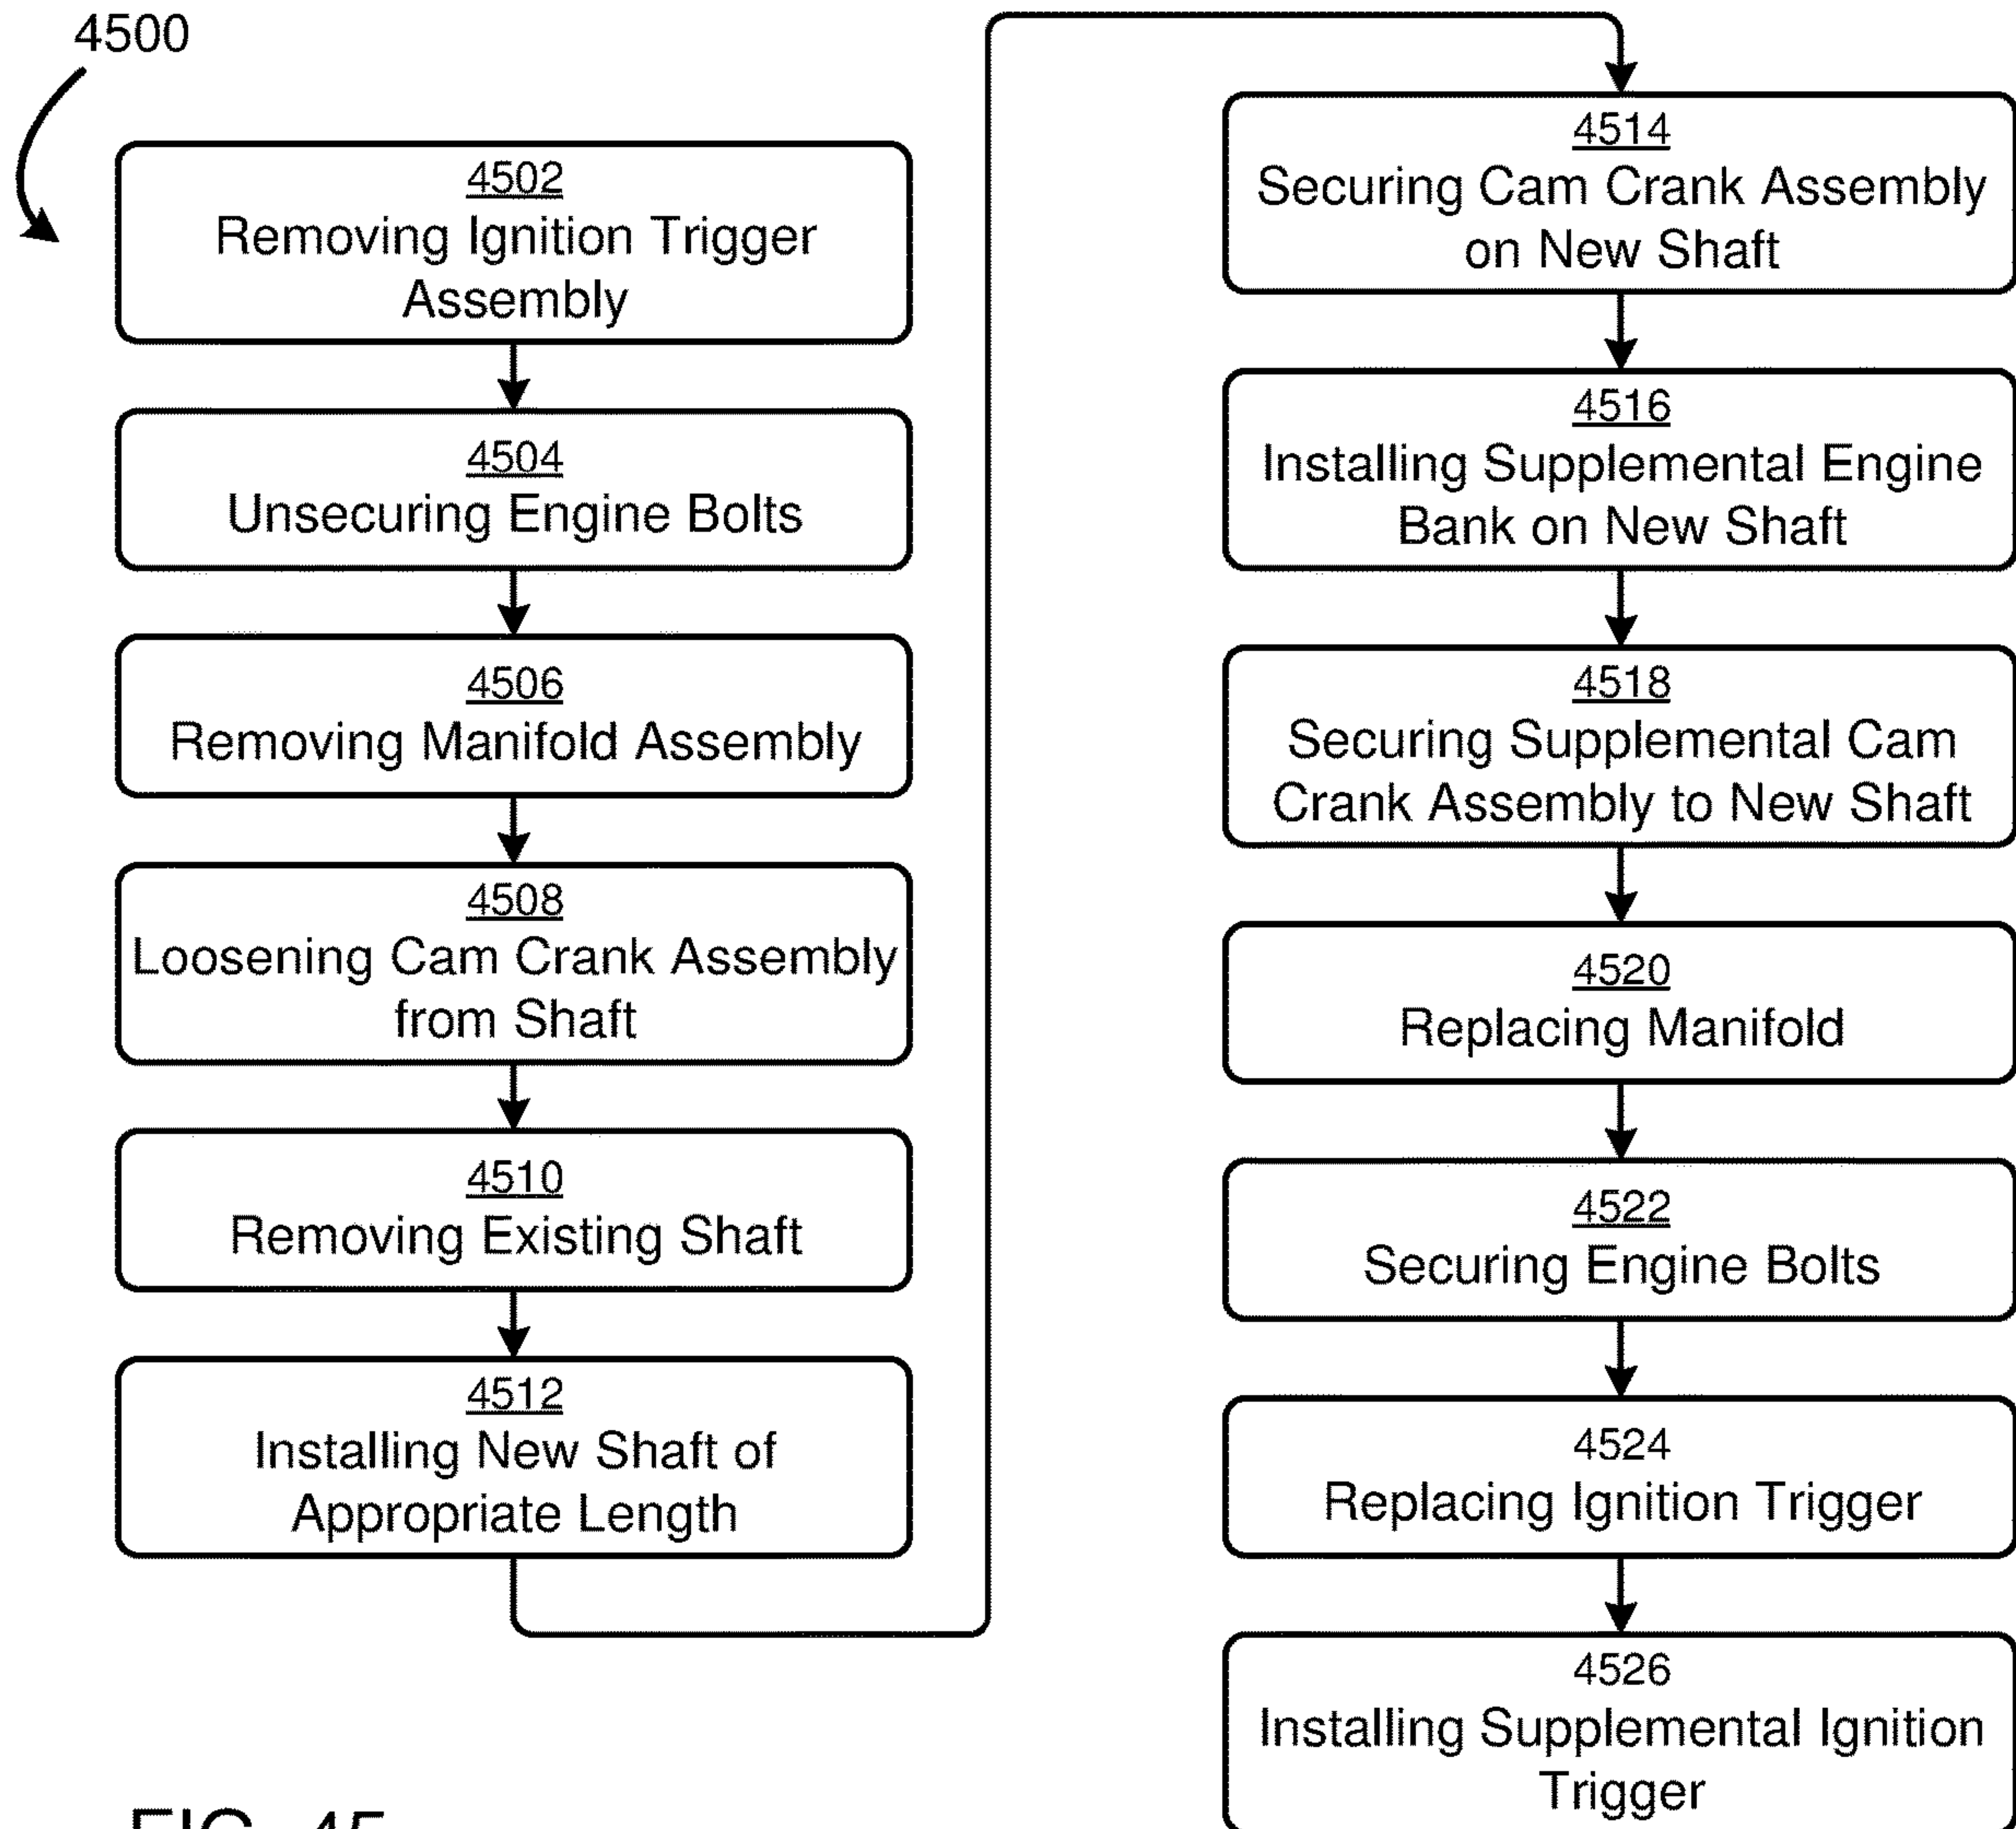 4500
4502
Removing Ignition Trigger
Assembly
4504
Unsecuring Engine Bolts
4506
Removing Manifold Assembly
4508
Loosening Cam Crank Assembly
from Shaft
4510
Removing Existing Shaft
4512
Installing New Shaft of
Appropriate Length
4514
Securing Cam Crank Assembly
on New Shaft
4516
Installing Supplemental Engine
Bank on New Shaft
4518
Securing Supplemental Cam
Crank Assembly to New Shaft
4520
Replacing Manifold
4522
Securing Engine Bolts
4524
Replacing Ignition Trigger
4526
Installing Supplemental Ignition
Trigger
FIG. 45